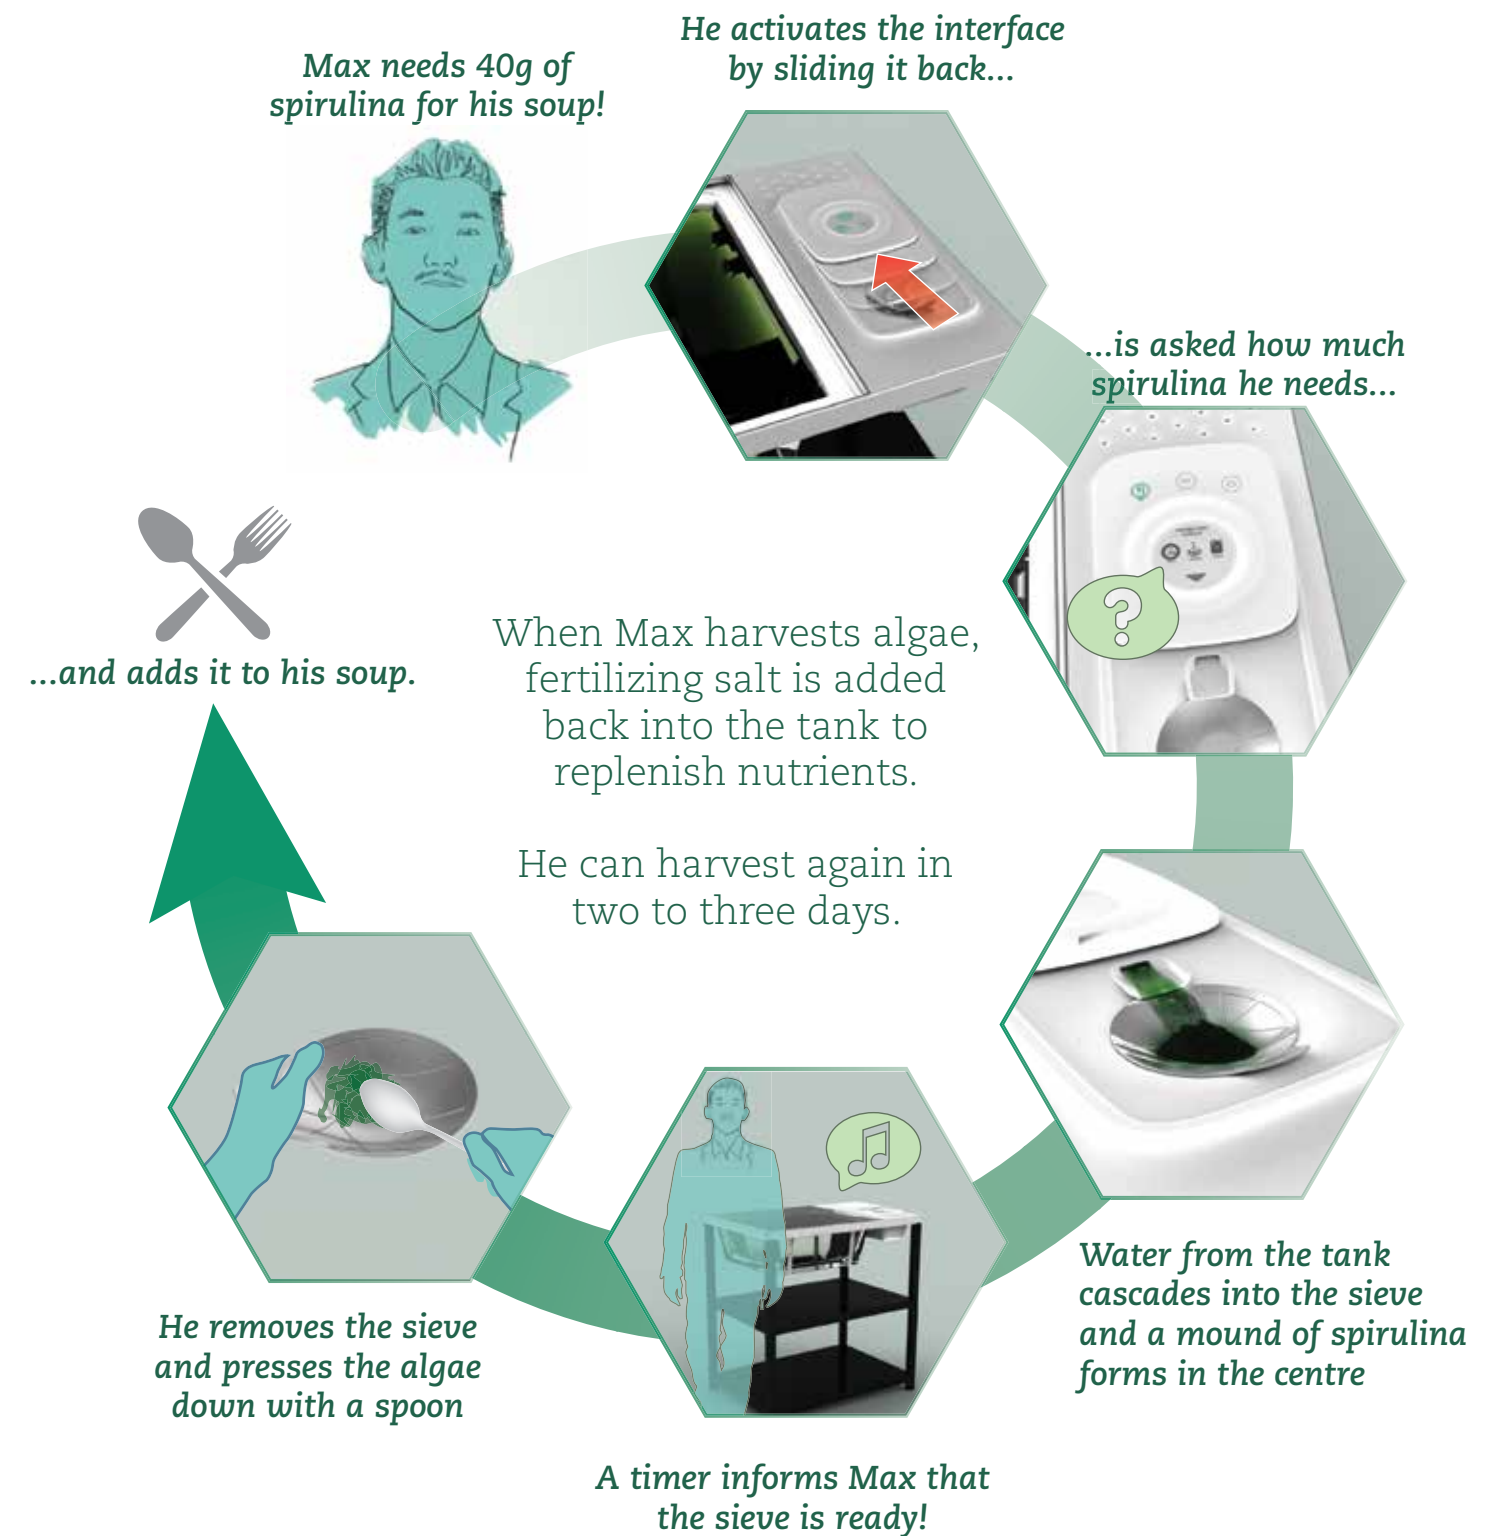 Max needs 40g of
spirulina for his soup!
He activates the interface
by sliding it back...
...is asked how much
spirulina he needs...
?
Water from the tank
cascades into the sieve
and a mound of spirulina
forms in the centre
A timer informs Max that
the sieve is ready!
He removes the sieve
and presses the algae
down with a spoon
...and adds it to his soup.
When Max harvests algae,
fertilizing salt is added
back into the tank to
replenish nutrients.
He can harvest again in
two to three days.